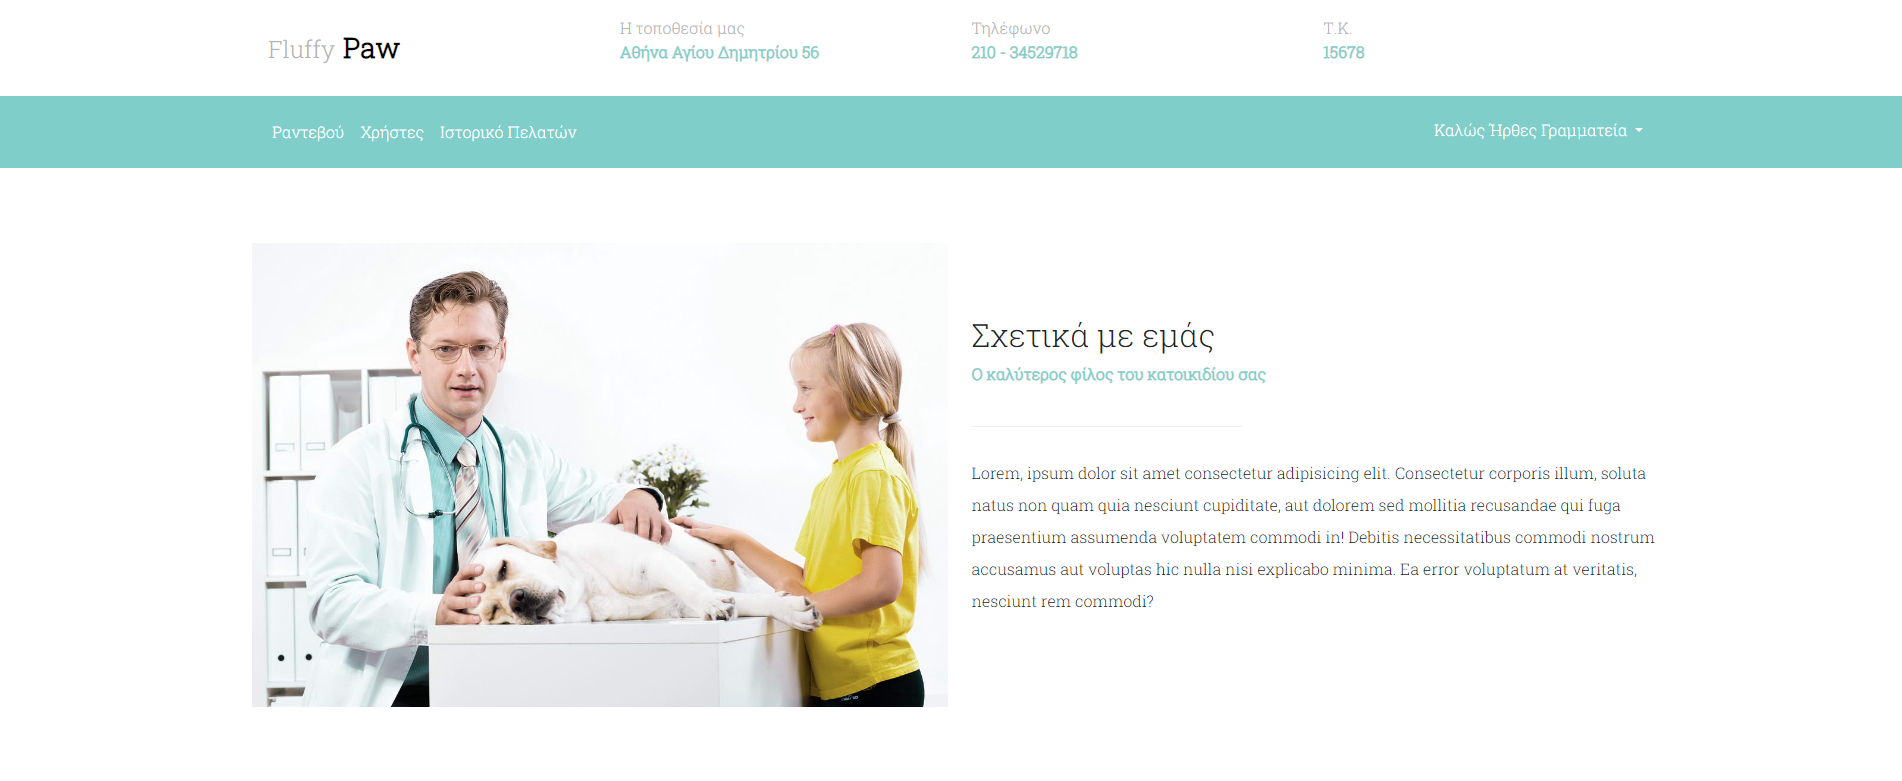 Fluffy Paw
Η τοποθεσία μας
Αθήνα Αγίου Δημητρίου 56
Τηλέφωνο
210 - 34529718
Τ.Κ.
15678
Ραντεβού Χρήστες Ιστορικό Πελατών
Καλώς Ήρθες Γραμματεία
Σχετικά με εμάς
Ο καλύτερος φίλος του κατοικιδίου σας
Lorem, ipsum dolor sit amet consectetur adipisicing elit. Consectetur corporis illum, soluta
natus non quam quia nesciunt cupiditate, aut dolorem sed mollitia recusandae qui fuga
praesentium assumenda voluptatem commodi in! Debitis necessitatibus commodi nostrum
accusamus aut voluptas hic nulla nisi explicabo minima. Ea error voluptatum at veritatis,
nesciunt rem commodi?